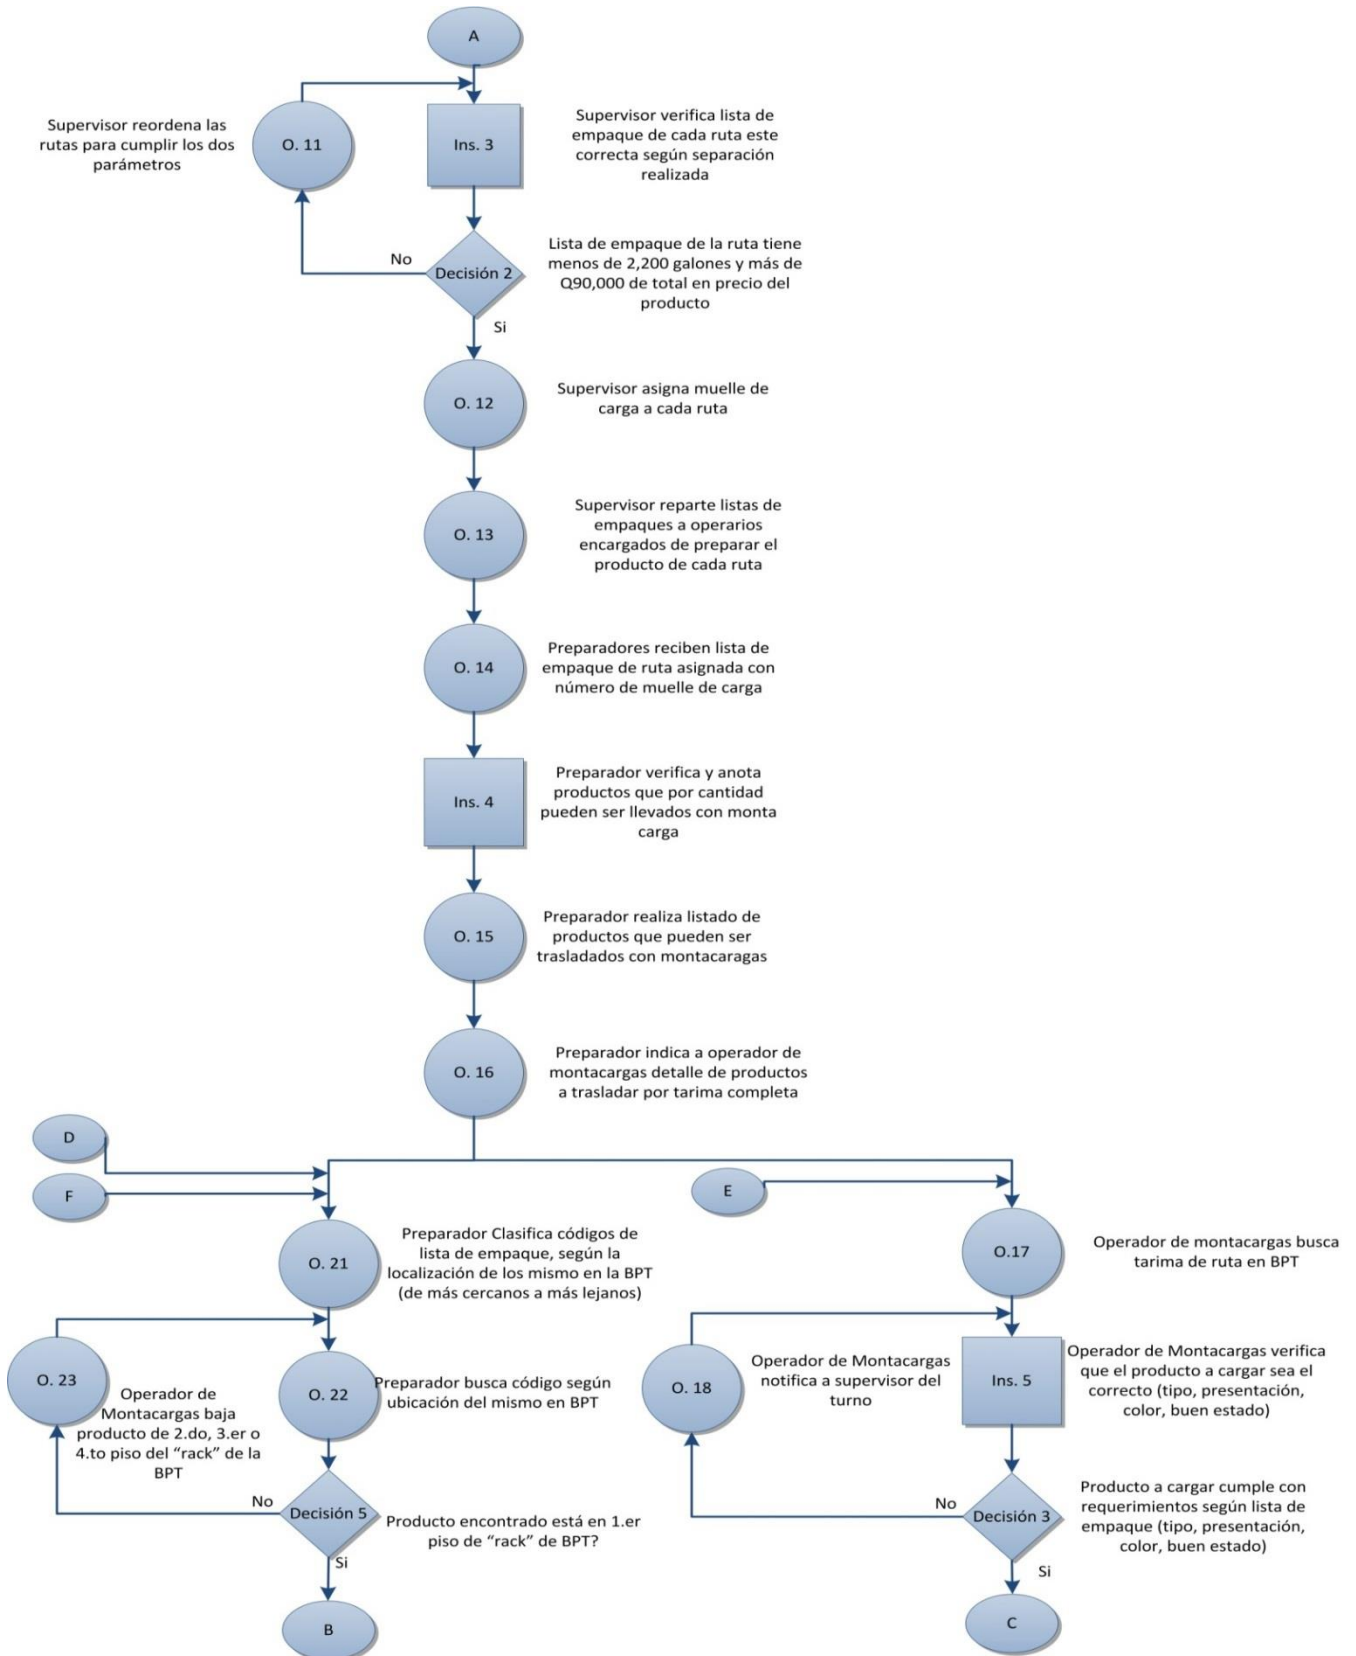 A
Supervisor reordena las
rutas para cumplir los dos
parámetros
O. 11
Ins. 3
Supervisor verifica lista de
empaque de cada ruta este
correcta según separación
realizada
No
Decisión 2
Lista de empaque de la ruta tiene
menos de 2,200 galones y más de
Q90,000 de total en precio del
producto
Si
O. 12
Supervisor asigna muelle de
carga a cada ruta
O. 13
Supervisor reparte listas de
empaques a operarios
encargados de preparar el
producto de cada ruta
O. 14
Preparadores reciben lista de
empaque de ruta asignada con
número de muelle de carga
Ins. 4
Preparador verifica y anota
productos que por cantidad
pueden ser llevados con monta
carga
O. 15
Preparador realiza listado de
productos que pueden ser
trasladados con montacaragas
O. 16
Preparador indica a operador de
montacargas detalle de productos
a trasladar por tarima completa
D
F
E
O. 21
Preparador Clasifica códigos de
lista de empaque, según la
localización de los mismo en la BPT
(de más cercanos a más lejanos)
O.17
Operador de montacargas busca
tarima de ruta en BPT
O. 23
Operador de
Montacargas baja
producto de 2.do, 3.er o
4.to piso del “rack” de la
BPT
O. 22
Preparador busca código según
ubicación del mismo en BPT
O. 18
Operador de Montacargas
notifica a supervisor del
turno
Ins. 5
Operador de Montacargas verifica
que el producto a cargar sea el
correcto (tipo, presentación,
color, buen estado)
No
Decisión 5
Producto encontrado está en 1.er
piso de “rack” de BPT?
Si
B
No
Decisión 3
Producto a cargar cumple con
requerimientos según lista de
empaque (tipo, presentación,
color, buen estado)
Si
C